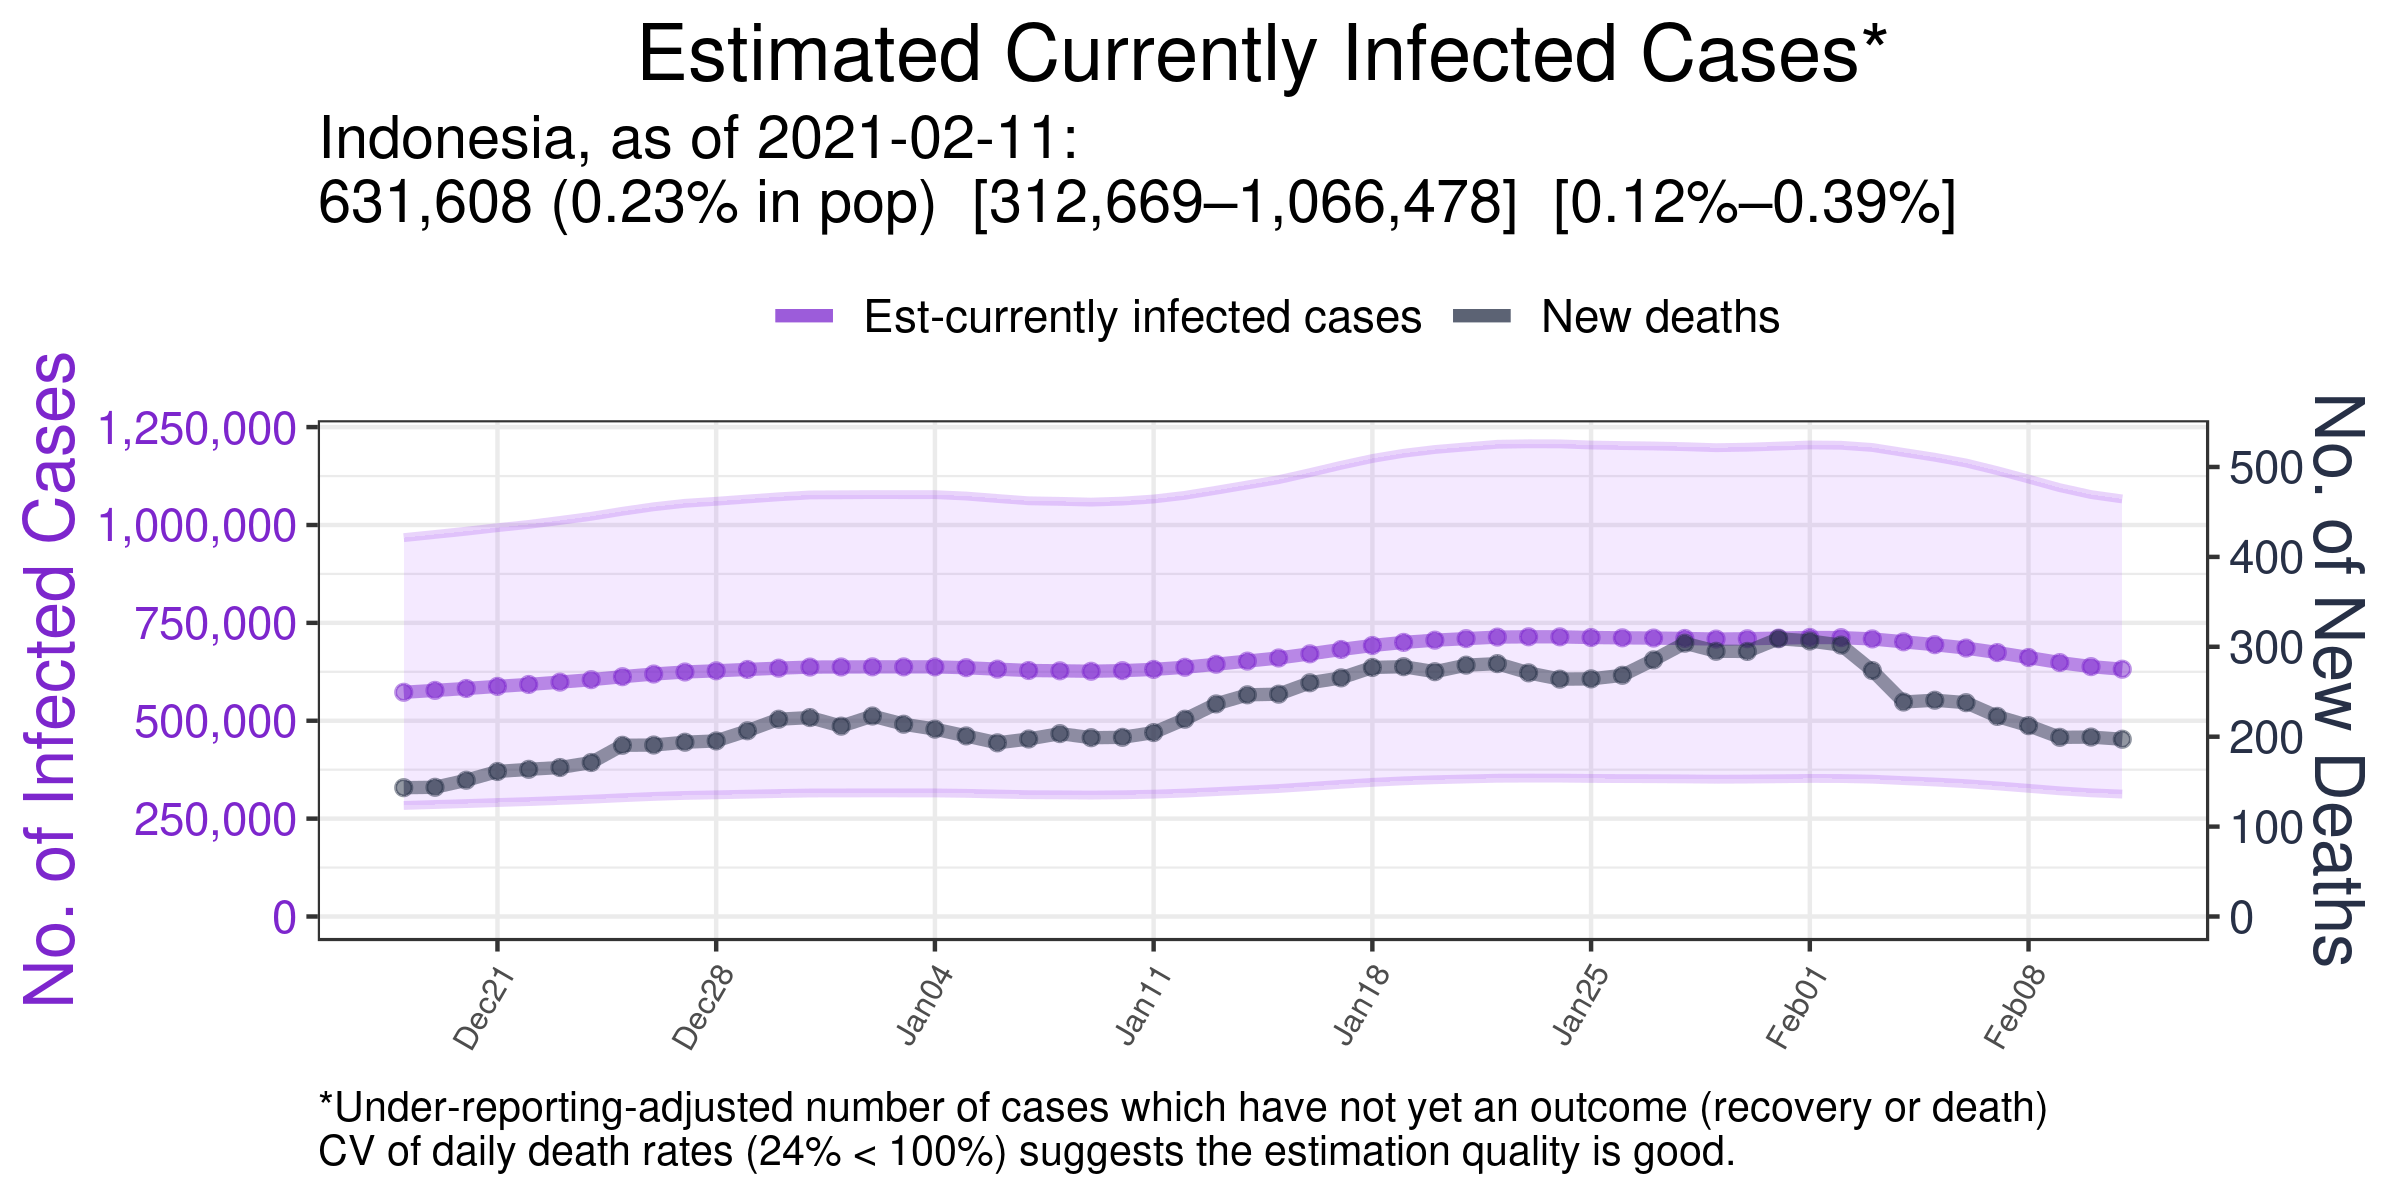 Estimated Currently Infected Cases*
Indonesia, as of 2021-02-11:
631,608 (0.23% in pop)  [312,669–1,066,478]  [0.12%–0.39%]
Est-currently infected cases
New deaths
No. of Infected Cases
1,250,000
1,000,000
750,000
500,000
250,000
0
500
400
300
200
100
0
No. of New Deaths
Dec21
Dec28
Jan04
Jan11
Jan18
Jan25
Feb01
Feb08
*Under-reporting-adjusted number of cases which have not yet an outcome (recovery or death)
CV of daily death rates (24% < 100%) suggests the estimation quality is good.